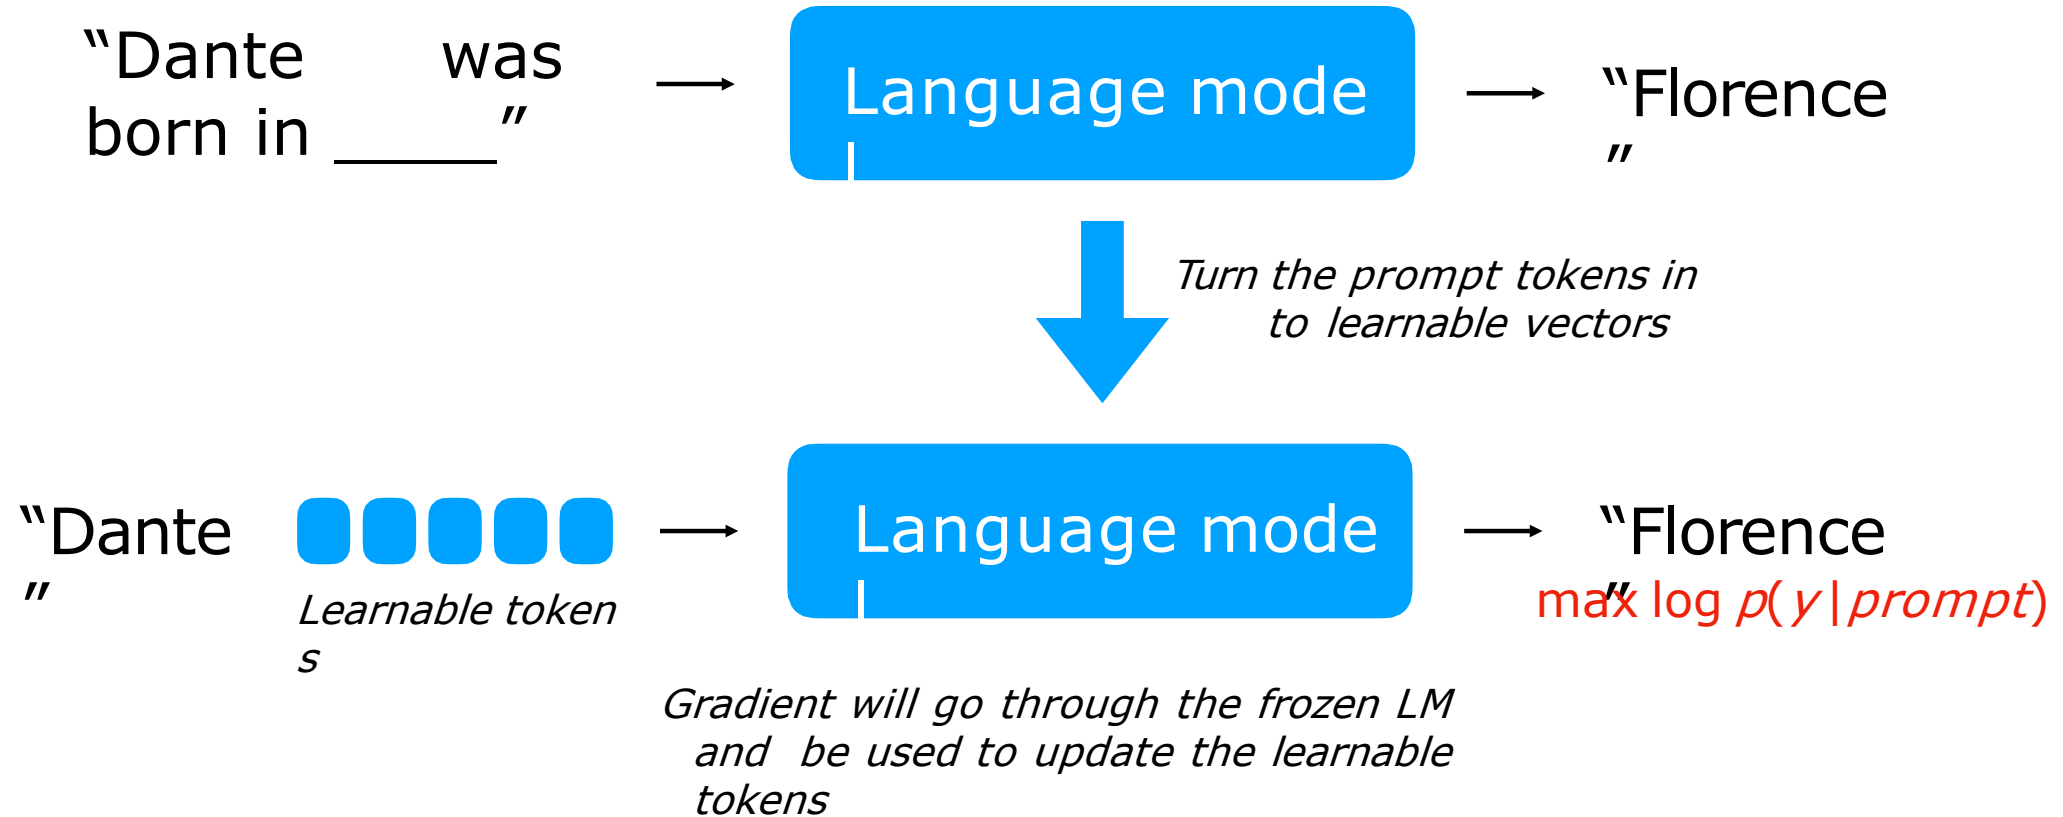 “Dante was
born in _____”
Language mode
l
“Florence
”
Turn the prompt tokens in
to learnable vectors
“Dante
”
Learnable token
s
Language mode
l
“Florence
”
max log p(y|prompt)
Gradient will go through the frozen LM
and be used to update the learnable
tokens